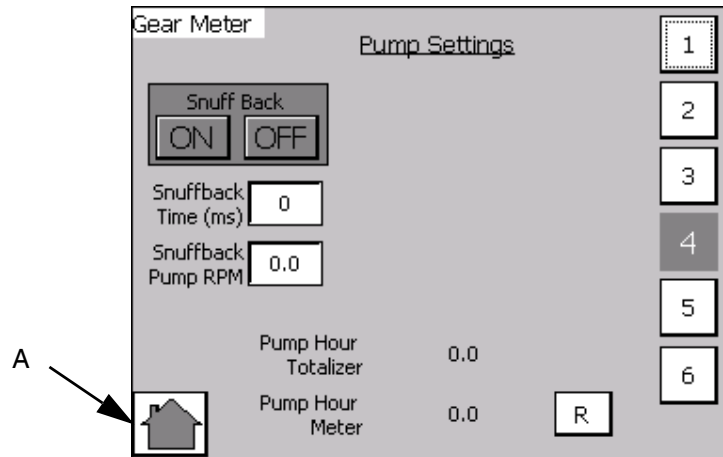 Gear Meter
Pump Settings
1
Snuff Back
2
ON OFF
3
Snuffback
Time (ms)
0
4
Snuffback
Pump RPM
0.0
5
Pump Hour
Totalizer
0.0
6
A
Pump Hour
Meter
0.0
R